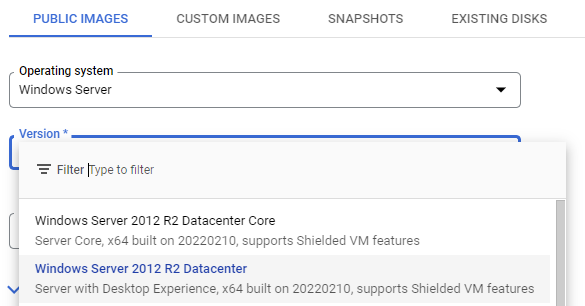 PUBLIC IMAGES CUSTOM IMAGES SNAPSHOTS EXISTING DISKS
Operating system
Windows Server
Version *
Filter Type to filter
Windows Server 2012 R2 Datacenter Core
Server Core, x64 built on 20220210, supports Shielded VM features
Windows Server 2012 R2 Datacenter
Server with Desktop Experience, x64 built on 20220210, supports Shielded VM features